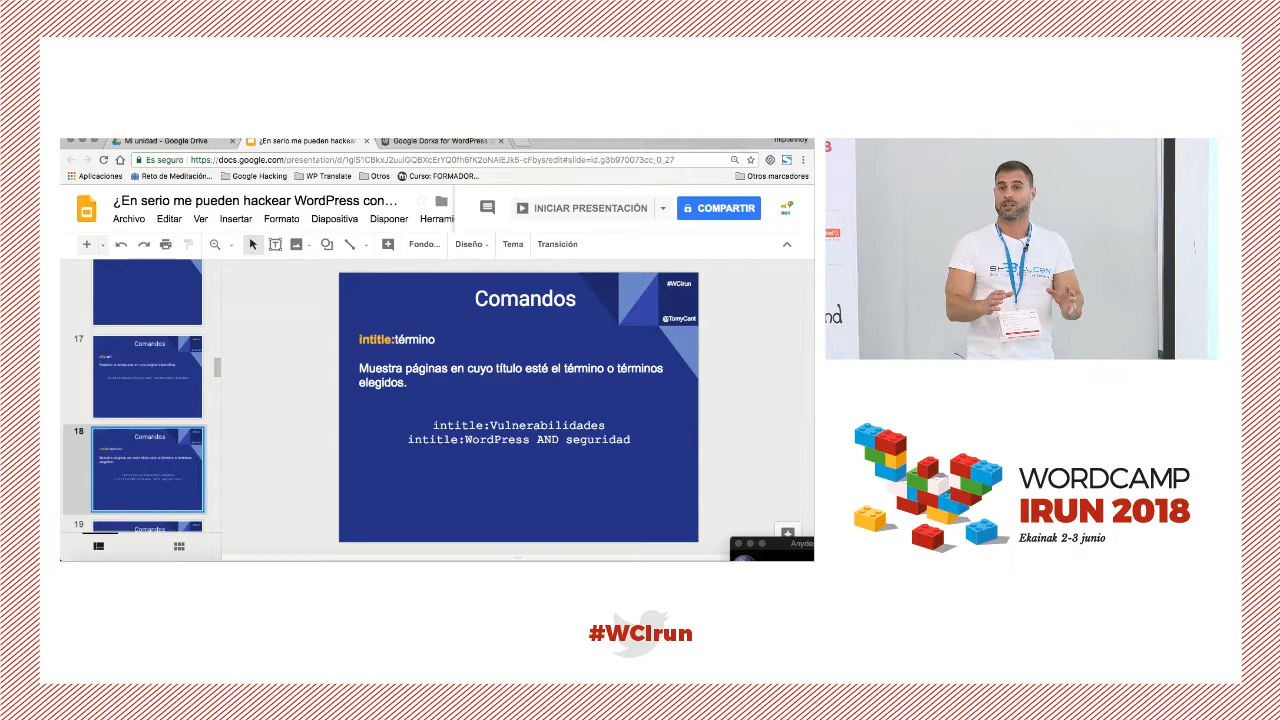 Mi unidad - Google Drive
¿En serio me pueden hackear
Google Dorks for WordPress
Es seguro
https://docs.google.com/presentation/d/1glS1CBkxJ2uuiGQBXcErYQ0fh6fK2oNAIEJk5-cFbys/edit#slide=id.g3b970073cc_0_27
Aplicaciones
Reto de Meditación...
Google Hacking
WP Translate
Otros
Curso: FORMADOR...
Otros marcadores
¿En serio me pueden hackear WordPress con...
Archivo Editar Ver Insertar Formato Diapositiva Disponer Herrami
INICIAR PRESENTACIÓN
COMPARTIR
Fondo... Diseño Tema Transición
17
Comandos
18
Comandos
19
Comandos
#WCIrun
Comandos
@TomyCant
intitle:término
Muestra páginas en cuyo título esté el término o términos
elegidos.
intitle:Vulnerabilidades
intitle:WordPress AND seguridad
Anyde
WORDCAMP
IRUN 2018
Ekainak 2-3 junio
#WCIrun